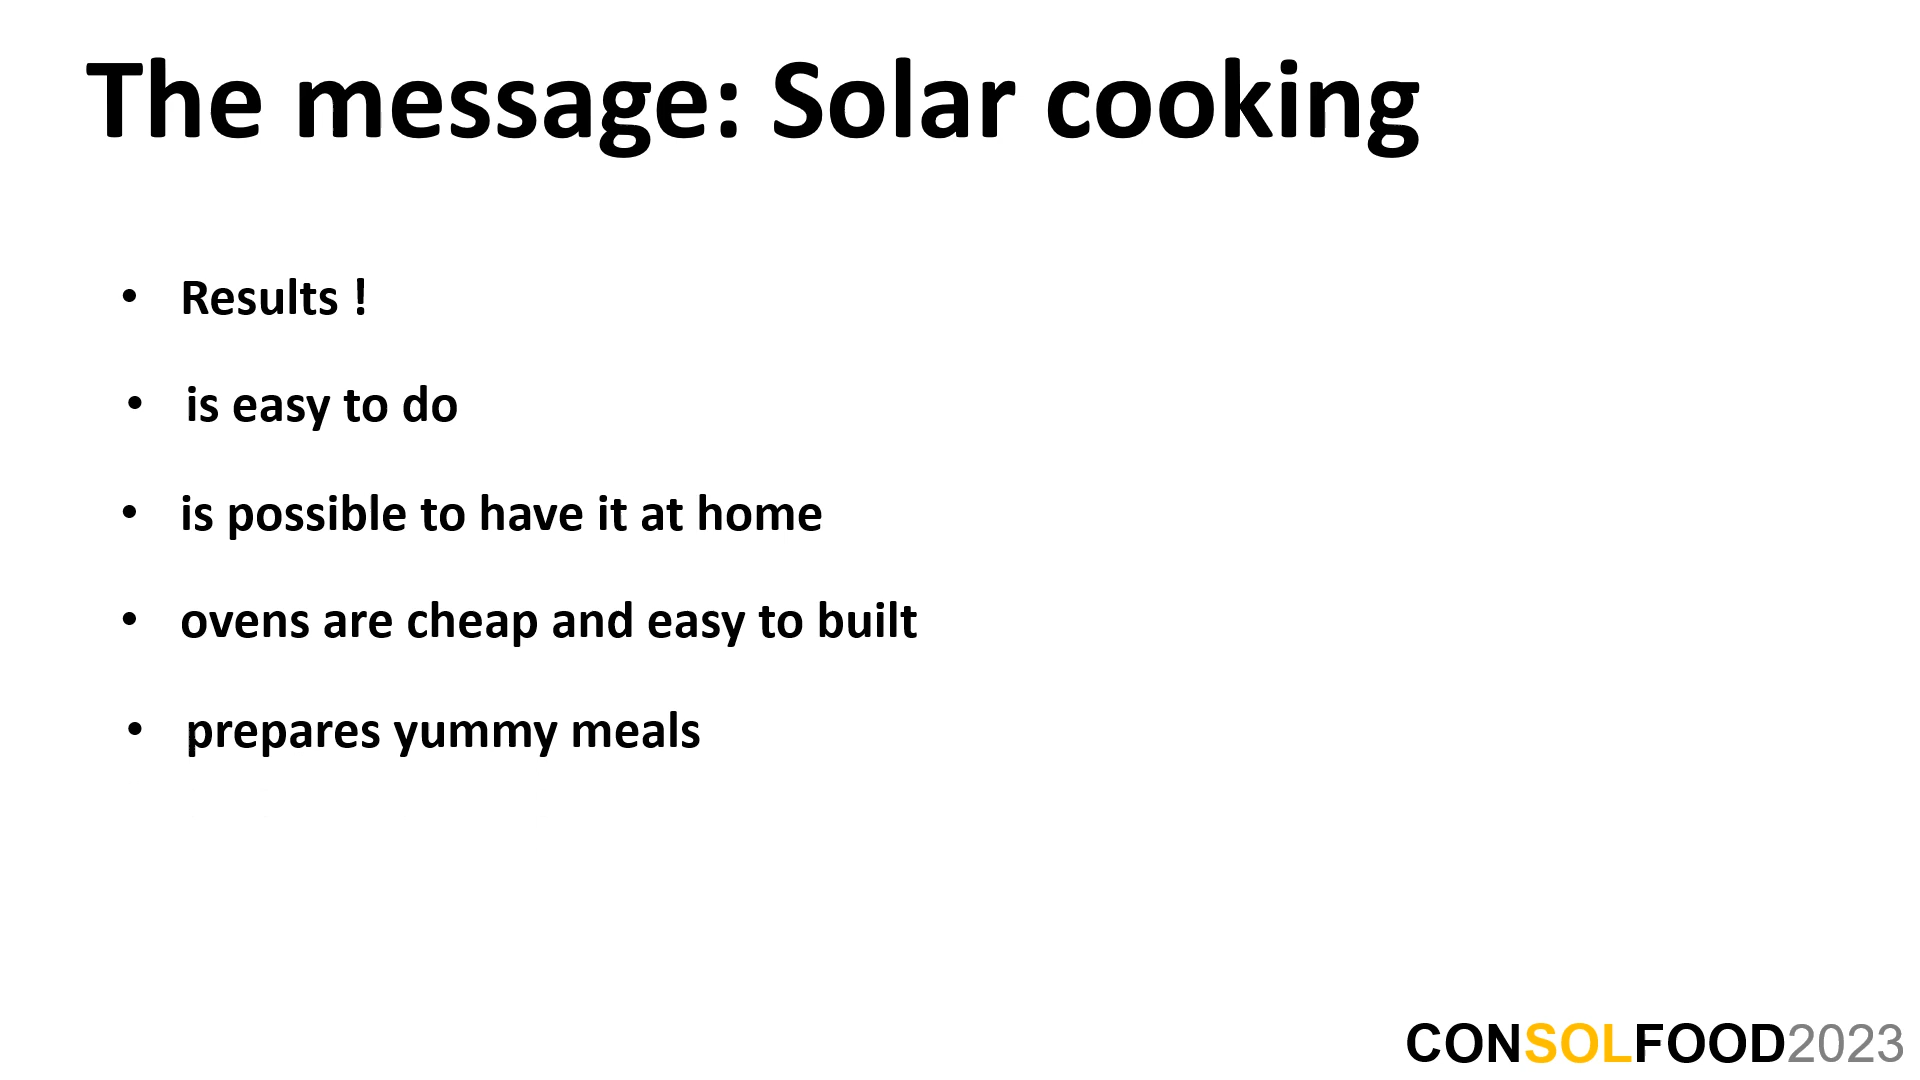 The message: Solar cooking
• Results !
• is easy to do
• is possible to have it at home
• ovens are cheap and easy to built
• prepares yummy meals
CONSOLFOOD2023